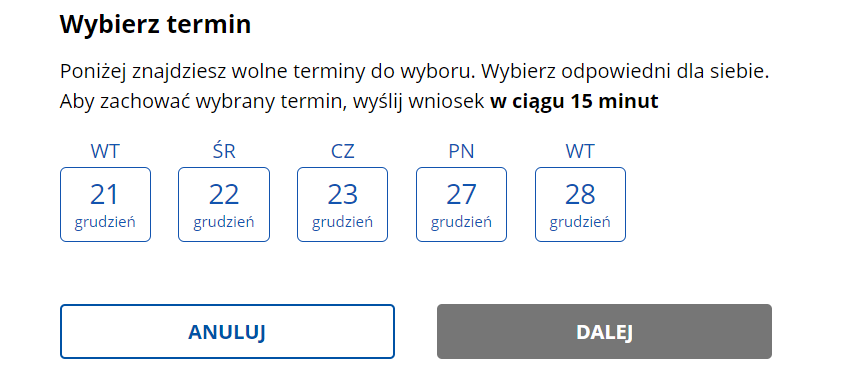 Wybierz termin
Poniżej znajdziesz wolne terminy do wyboru. Wybierz odpowiedni dla siebie.
Aby zachować wybrany termin, wyślij wniosek w ciągu 15 minut
WT ŚR CZ PN WT
21 22 23 27 28
grudzień grudzień grudzień grudzień grudzień
ANULUJ DALEJ